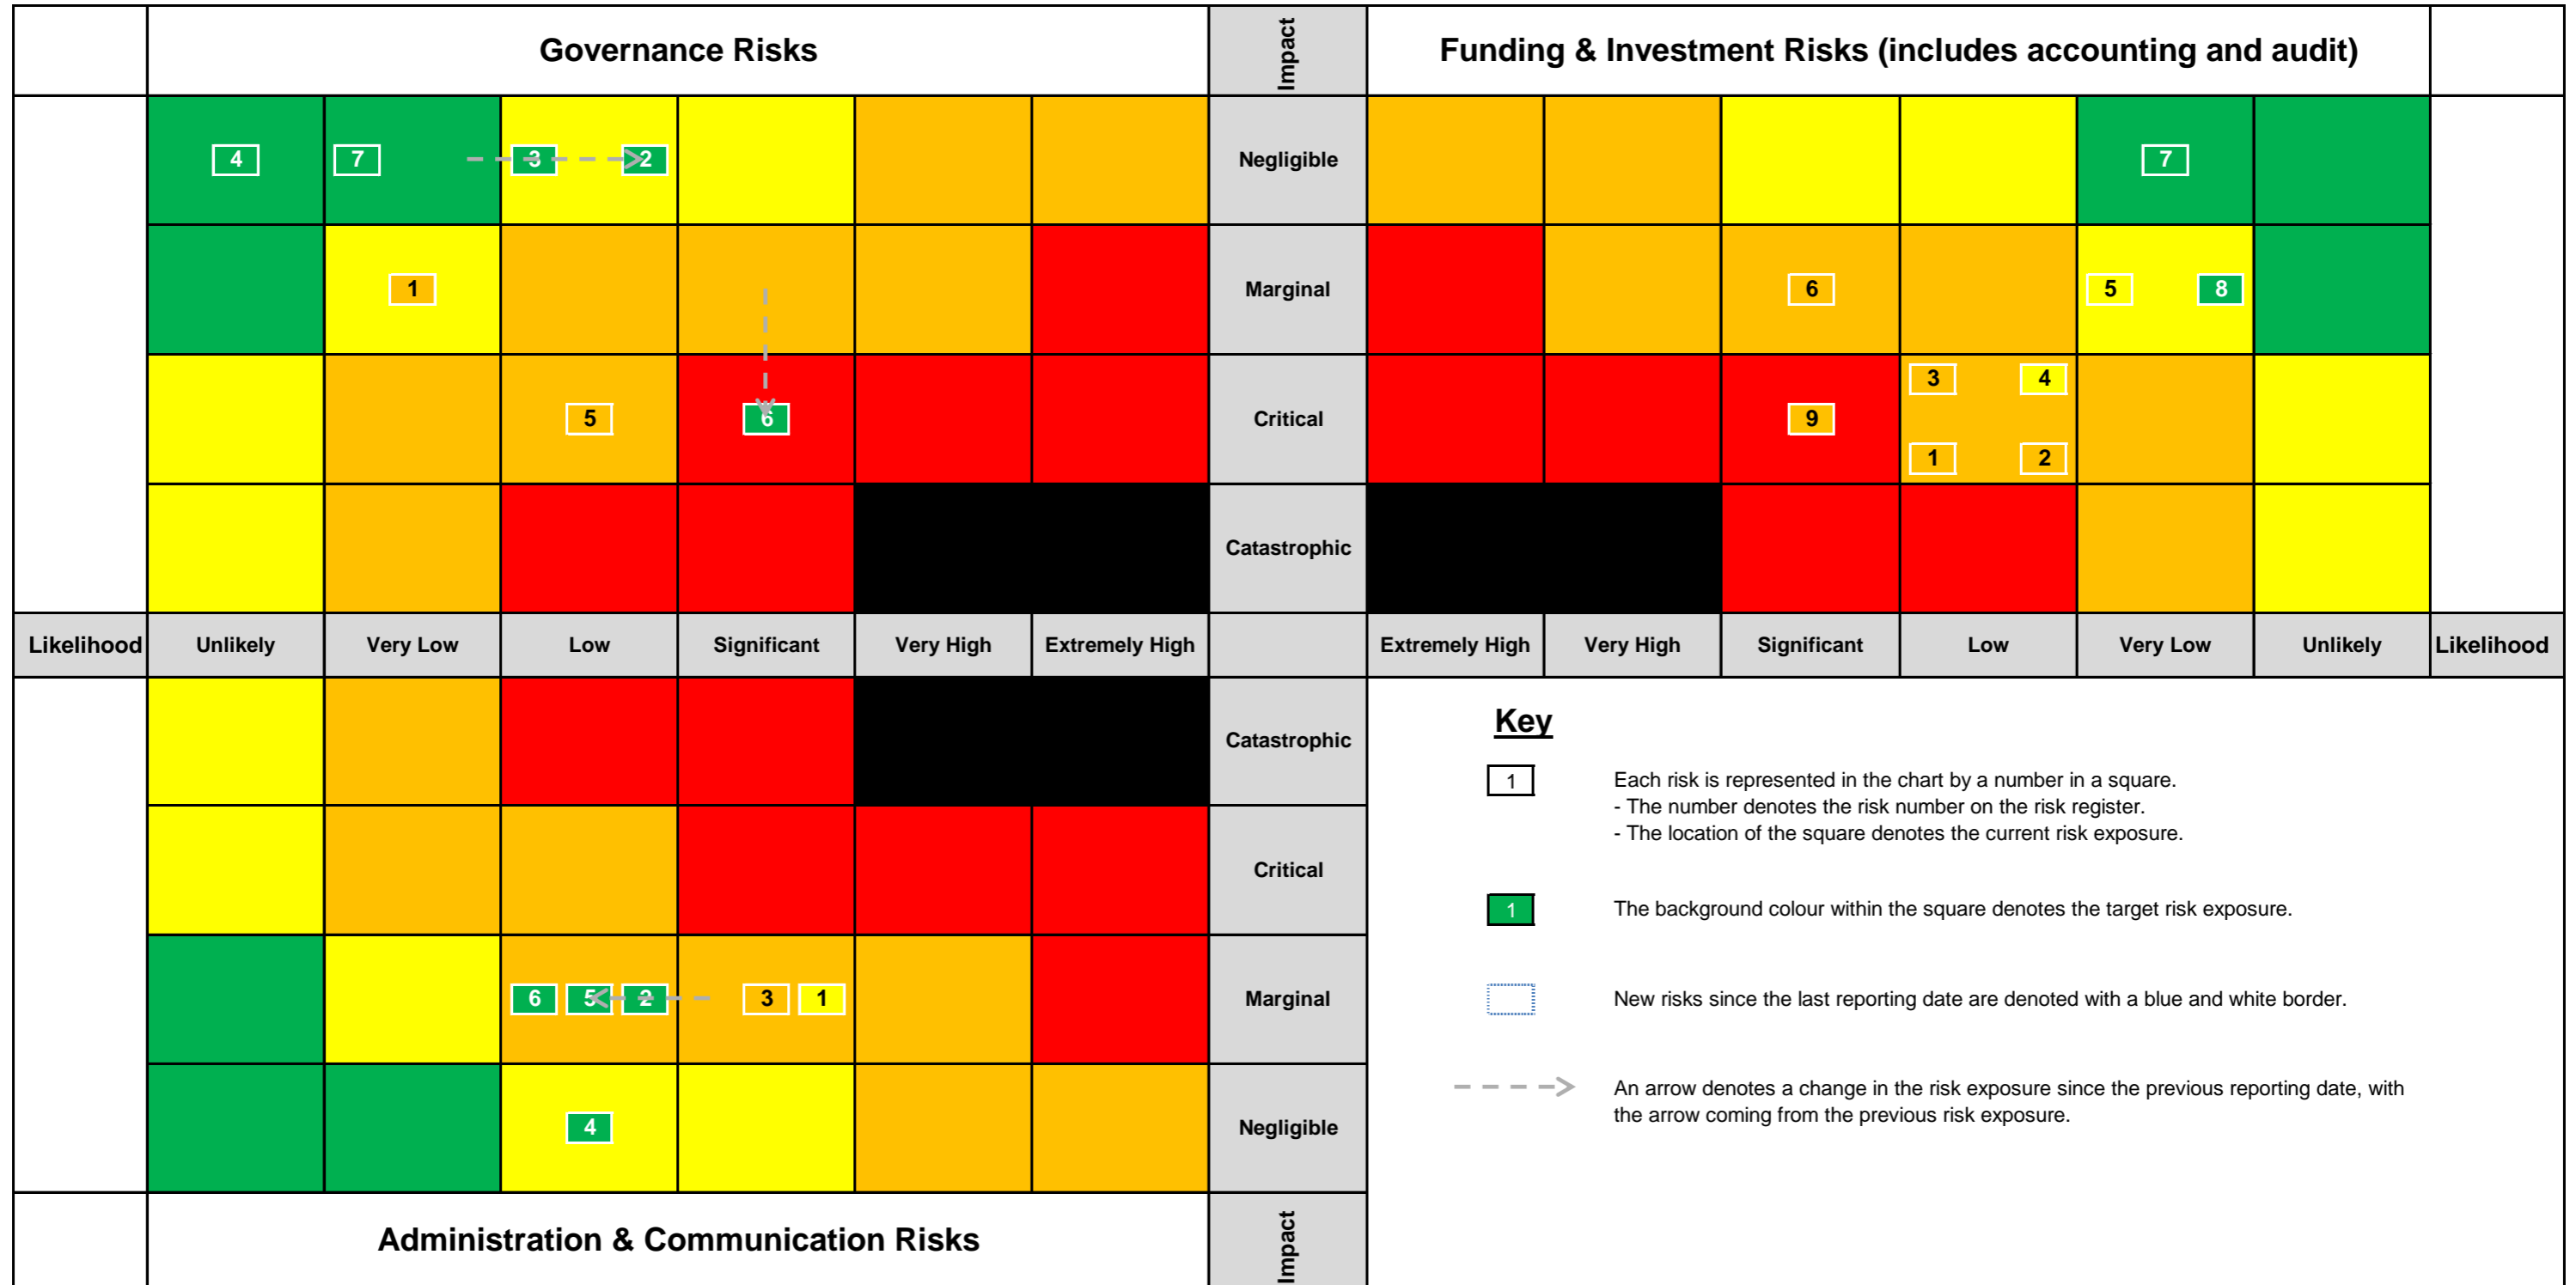 Governance Risks
Impact
Funding & Investment Risks (includes accounting and audit)
4 7 3 2
Negligible
7
1
Marginal
6 5 8
5 6
Critical
3 4
9
1 2
Catastrophic
Likelihood Unlikely Very Low Low Significant Very High Extremely High
Extremely High Very High Significant Low Very Low Unlikely Likelihood
Catastrophic
Critical
6 5 2 3 1
Marginal
4
Negligible
Administration & Communication Risks
Impact
Key
1
Each risk is represented in the chart by a number in a square.
- The number denotes the risk number on the risk register.
- The location of the square denotes the current risk exposure.
1
The background colour within the square denotes the target risk exposure.
New risks since the last reporting date are denoted with a blue and white border.
An arrow denotes a change in the risk exposure since the previous reporting date, with
the arrow coming from the previous risk exposure.